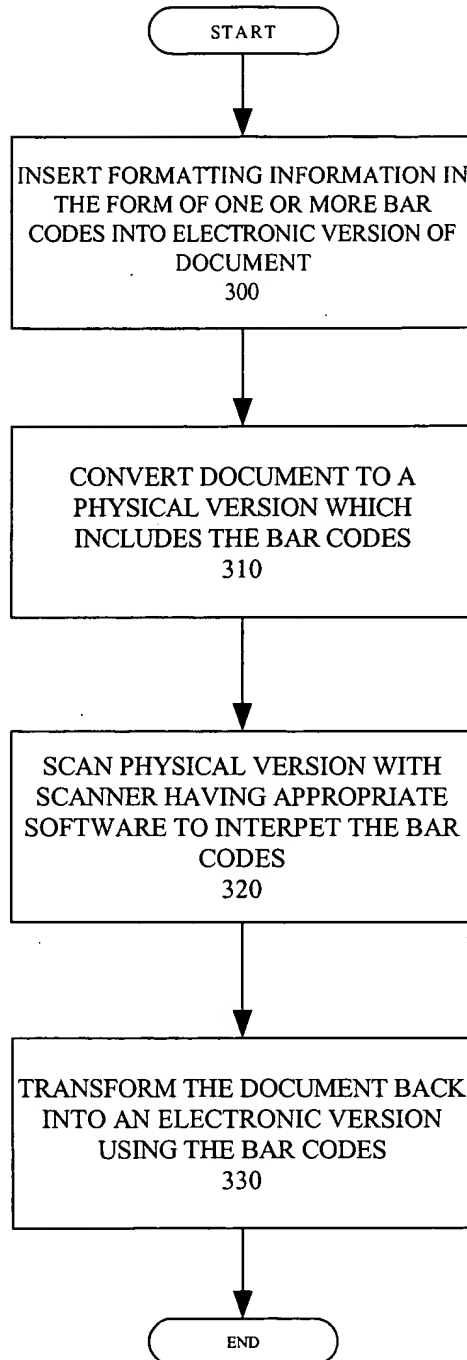 START
INSERT FORMATTING INFORMATION IN
THE FORM OF ONE OR MORE BAR
CODES INTO ELECTRONIC VERSION OF
DOCUMENT
300
CONVERT DOCUMENT TO A
PHYSICAL VERSION WHICH
INCLUDES THE BAR CODES
310
SCAN PHYSICAL VERSION WITH
SCANNER HAVING APPROPRIATE
SOFTWARE TO INTERPET THE BAR
CODES
320
TRANSFORM THE DOCUMENT BACK
INTO AN ELECTRONIC VERSION
USING THE BAR CODES
330
END